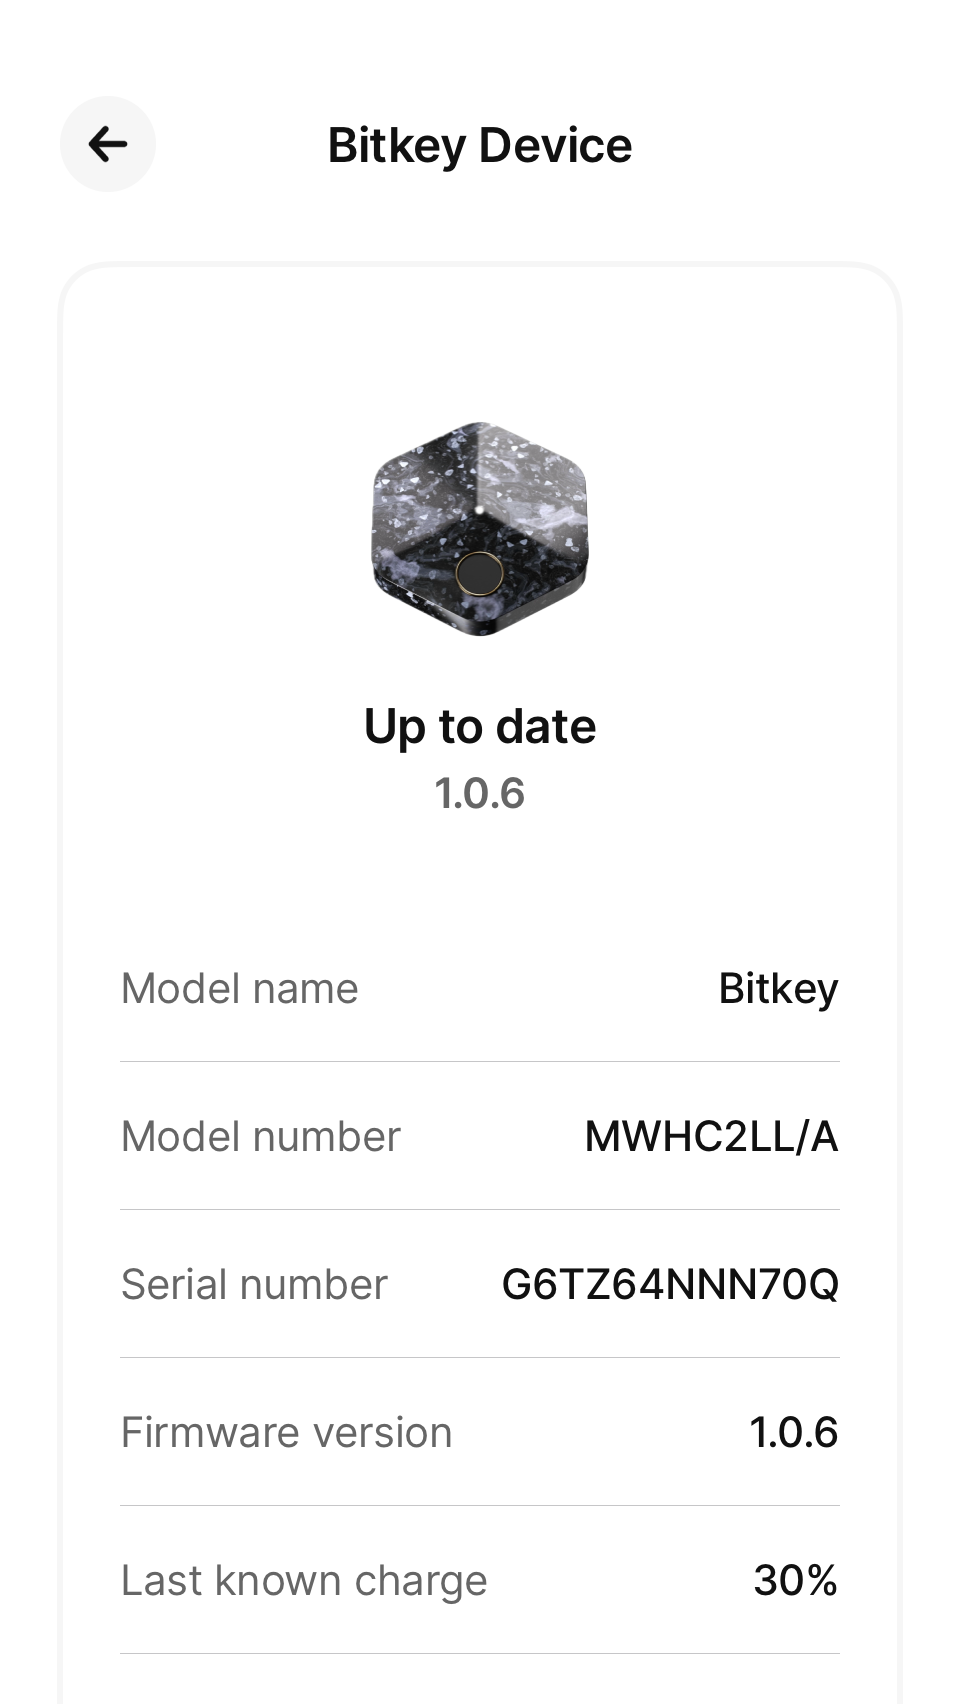 Bitkey Device
Up to date
1.0.6
Model name Bitkey
Model number MWHC2LL/A
Serial number G6TZ64NNN70Q
Firmware version 1.0.6
Last known charge 30%